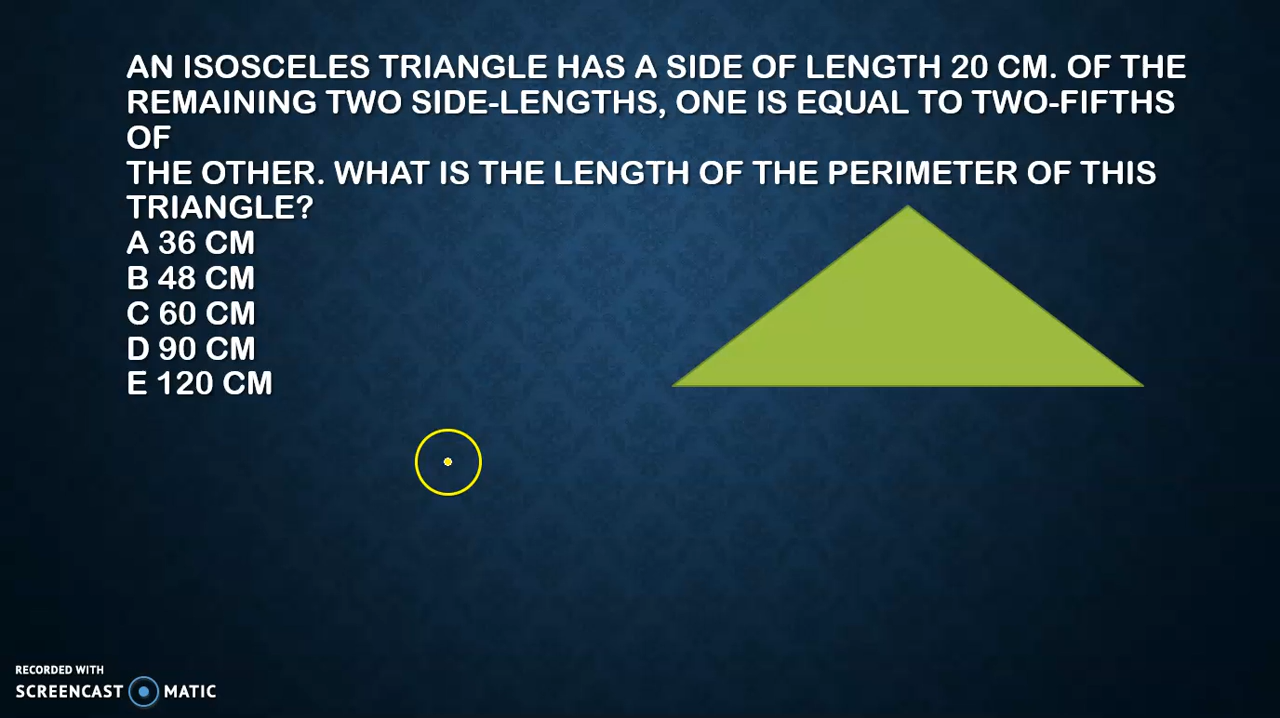 AN ISOSCELES TRIANGLE HAS A SIDE OF LENGTH 20 CM. OF THE
REMAINING TWO SIDE-LENGTHS, ONE IS EQUAL TO TWO-FIFTHS
OF
THE OTHER. WHAT IS THE LENGTH OF THE PERIMETER OF THIS
TRIANGLE?
A 36 CM
B 48 CM
C 60 CM
D 90 CM
E 120 CM
RECORDED WITH
SCREENCAST MATIC